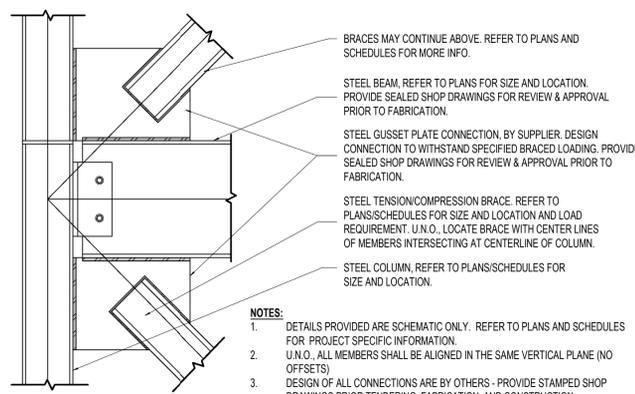 BRACES MAY CONTINUE ABOVE. REFER TO PLANS AND
SCHEDULES FOR MORE INFO.
STEEL BEAM, REFER TO PLANS FOR SIZE AND LOCATION.
PROVIDE SEALED SHOP DRAWINGS FOR REVIEW & APPROVAL
PRIOR TO FABRICATION.
STEEL GUSSET PLATE CONNECTION, BY SUPPLIER. DESIGN
CONNECTION TO WITHSTAND SPECIFIED BRACED LOADING. PROVID
SEALED SHOP DRAWINGS FOR REVIEW & APPROVAL PRIOR TO
FABRICATION.
STEEL TENSION/COMPRESSION BRACE. REFER TO
PLANS/SCHEDULES FOR SIZE AND LOCATION AND LOAD
REQUIREMENT. U.N.O., LOCATE BRACE WITH CENTER LINES
OF MEMBERS INTERSECTING AT CENTERLINE OF COLUMN.
STEEL COLUMN, REFER TO PLANS/SCHEDULES FOR
SIZE AND LOCATION.
NOTES:
1. DETAILS PROVIDED ARE SCHEMATIC ONLY. REFER TO PLANS AND SCHEDULES
FOR PROJECT SPECIFIC INFORMATION.
2. U.N.O., ALL MEMBERS SHALL BE ALIGNED IN THE SAME VERTICAL PLANE (NO
OFFSETS)
3. DESIGN OF ALL CONNECTIONS ARE BY OTHERS - PROVIDE STAMPED SHOP
DRAWINGS PRIOR TENDERING, FABRICATION, AND CONSTRUCTION